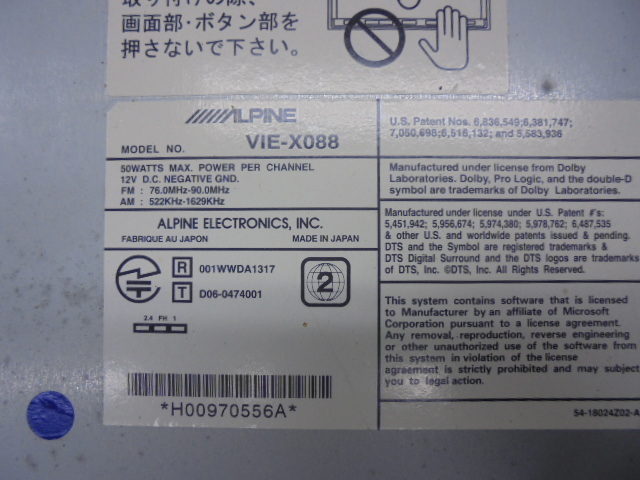 取り付けの際、
画面部・ボタン部を
押さないで下さい。
ALPINE
MODEL NO. VIE-X088
50WATTS MAX. POWER PER CHANNEL
12V D.C. NEGATIVE GND.
FM : 76.0MHz-90.0MHz
AM : 522KHz-1629KHz
ALPINE ELECTRONICS, INC.
FABRIQUE AU JAPON MADE IN JAPAN
R 001WWDA1317
T D06-0474001
2
2.4 FH 1
*H00970556A*
U.S. Patent Nos. 6,836,549;6,381,747;
7,050,698;6,516,132; and 5,583,936
Manufactured under license from Dolby
Laboratories. Dolby, Pro Logic, and the double-D
symbol are trademarks of Dolby Laboratories.
Manufactured under license under U.S. Patent #'s:
5,451,942; 5,956,674; 5,974,380; 5,978,762; 6,487,535
& other U.S. and worldwide patents issued & pending.
DTS and the Symbol are registered trademarks &
DTS Digital Surround and the DTS logos are trademarks
of DTS, Inc. ©DTS, Inc. All Rights Reserved.
This system contains software that is licensed
to Manufacturer by an affiliate of Microsoft
Corporation pursuant to a license agreement.
Any removal, reproduction, reverse engineering
or other unauthorized use of the software from
this system in violation of the license
agreement is strictly prohibited and may subject
you to legal action.
54-18024Z02-A